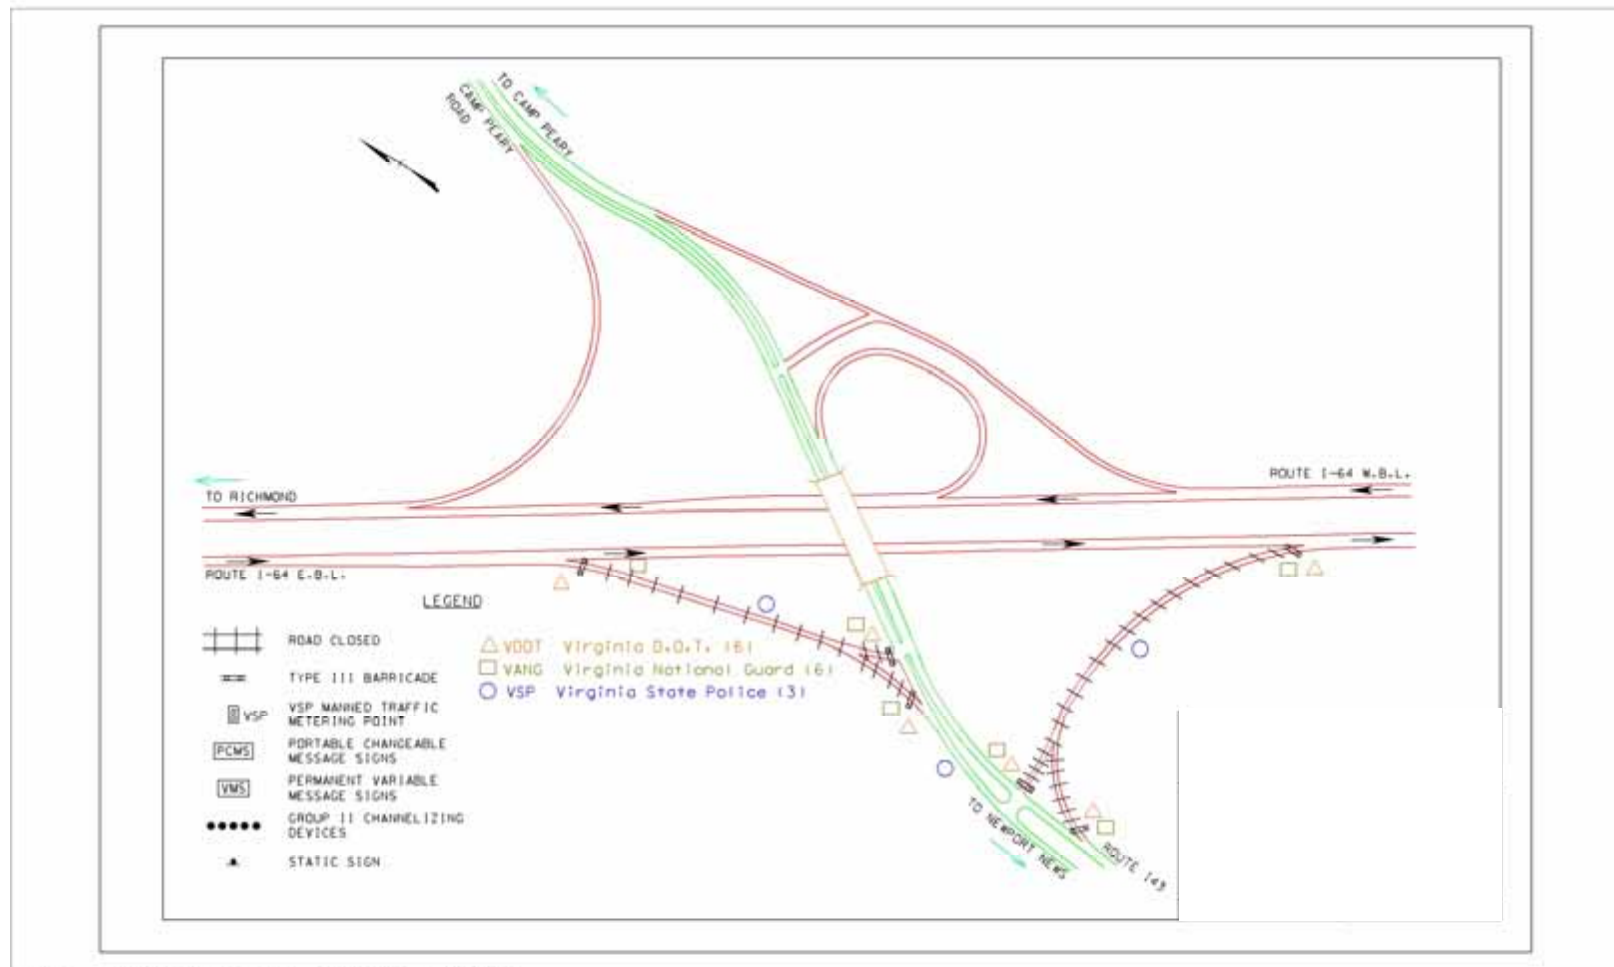 TO CAMP PEARY
CAMP PEARY
ROAD
ROUTE I-64 W.B.L.
TO RICHMOND
ROUTE I-64 E.B.L.
LEGEND
ROAD CLOSED
TYPE III BARRICADE
VSP
VSP MANNED TRAFFIC
METERING POINT
PCMS
PORTABLE CHANGEABLE
MESSAGE SIGNS
VMS
PERMANENT VARIABLE
MESSAGE SIGNS
GROUP II CHANNELIZING
DEVICES
STATIC SIGN
VDOT Virginia D.O.T. (6)
VANG Virginia National Guard (6)
VSP Virginia State Police (3)
TO NEWPORT NEWS
ROUTE 143